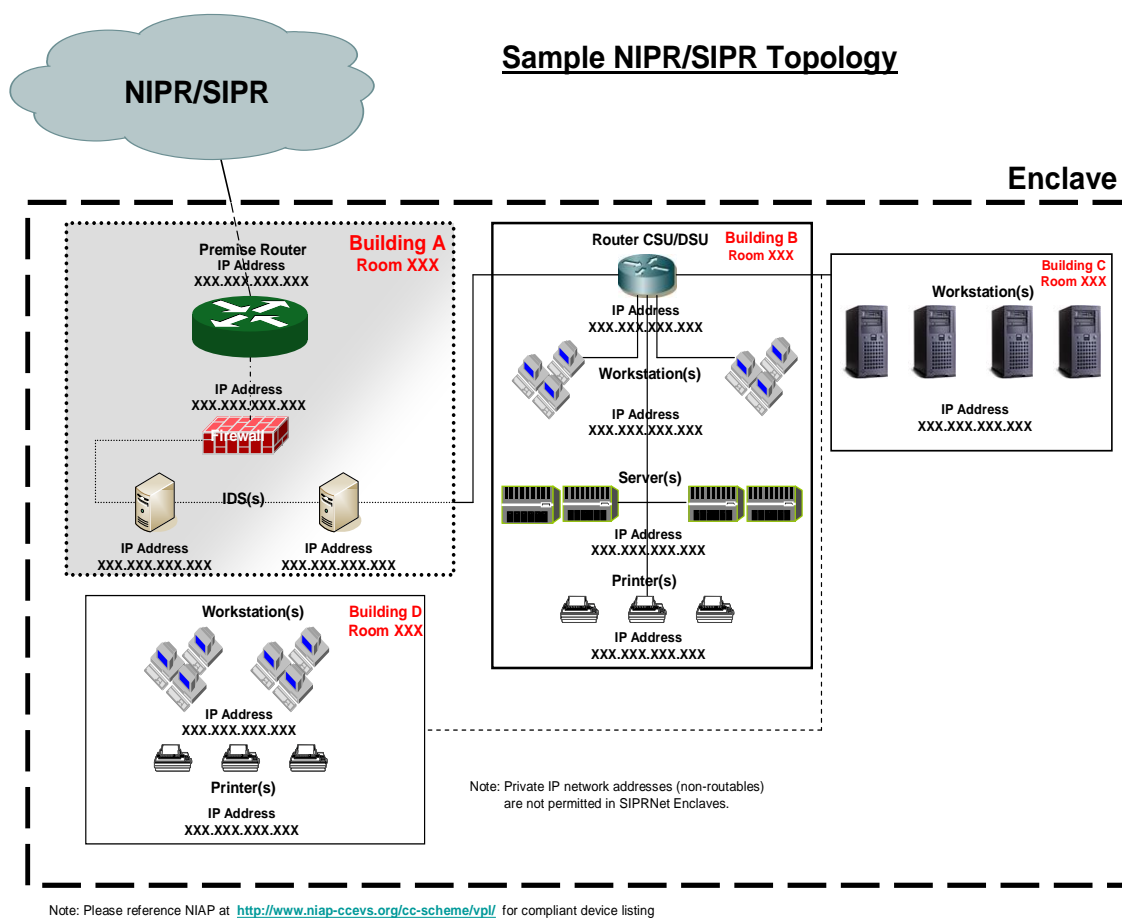 Sample NIPR/SIPR Topology
NIPR/SIPR
Enclave
Building A
Room XXX
Premise Router
IP Address
XXX.XXX.XXX.XXX
IP Address
XXX.XXX.XXX.XXX
Firewall
IDS(s)
IP Address
XXX.XXX.XXX.XXX
IP Address
XXX.XXX.XXX.XXX
Router CSU/DSU
Building B
Room XXX
IP Address
XXX.XXX.XXX.XXX
Workstation(s)
IP Address
XXX.XXX.XXX.XXX
Server(s)
IP Address
XXX.XXX.XXX.XXX
Printer(s)
IP Address
XXX.XXX.XXX.XXX
Building C
Room XXX
Workstation(s)
IP Address
XXX.XXX.XXX.XXX
Workstation(s)
Building D
Room XXX
IP Address
XXX.XXX.XXX.XXX
Printer(s)
IP Address
XXX.XXX.XXX.XXX
Note: Private IP network addresses (non-routables)
are not permitted in SIPRNet Enclaves.
Note: Please reference NIAP at http://www.niap-ccevs.org/cc-scheme/vpl/ for compliant device listing